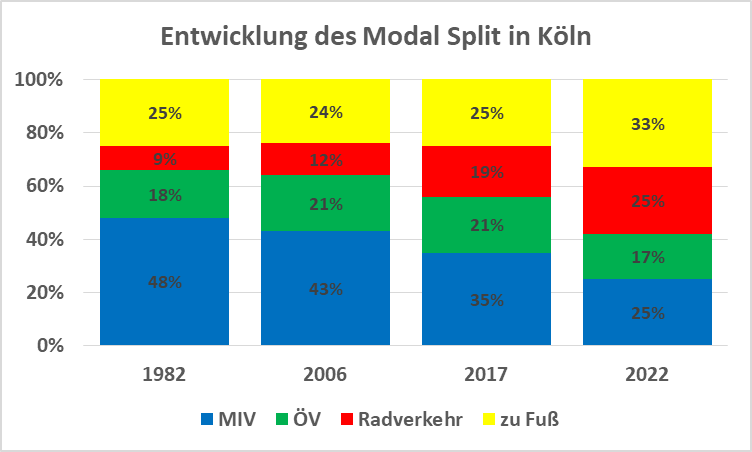 Entwicklung des Modal Split in Köln
100%
80%
60%
40%
20%
0%
25% 24% 25% 33%
9% 12% 19% 25%
18% 21% 21% 17%
48% 43% 35% 25%
1982 2006 2017 2022
MIV ÖV Radverkehr zu Fuß